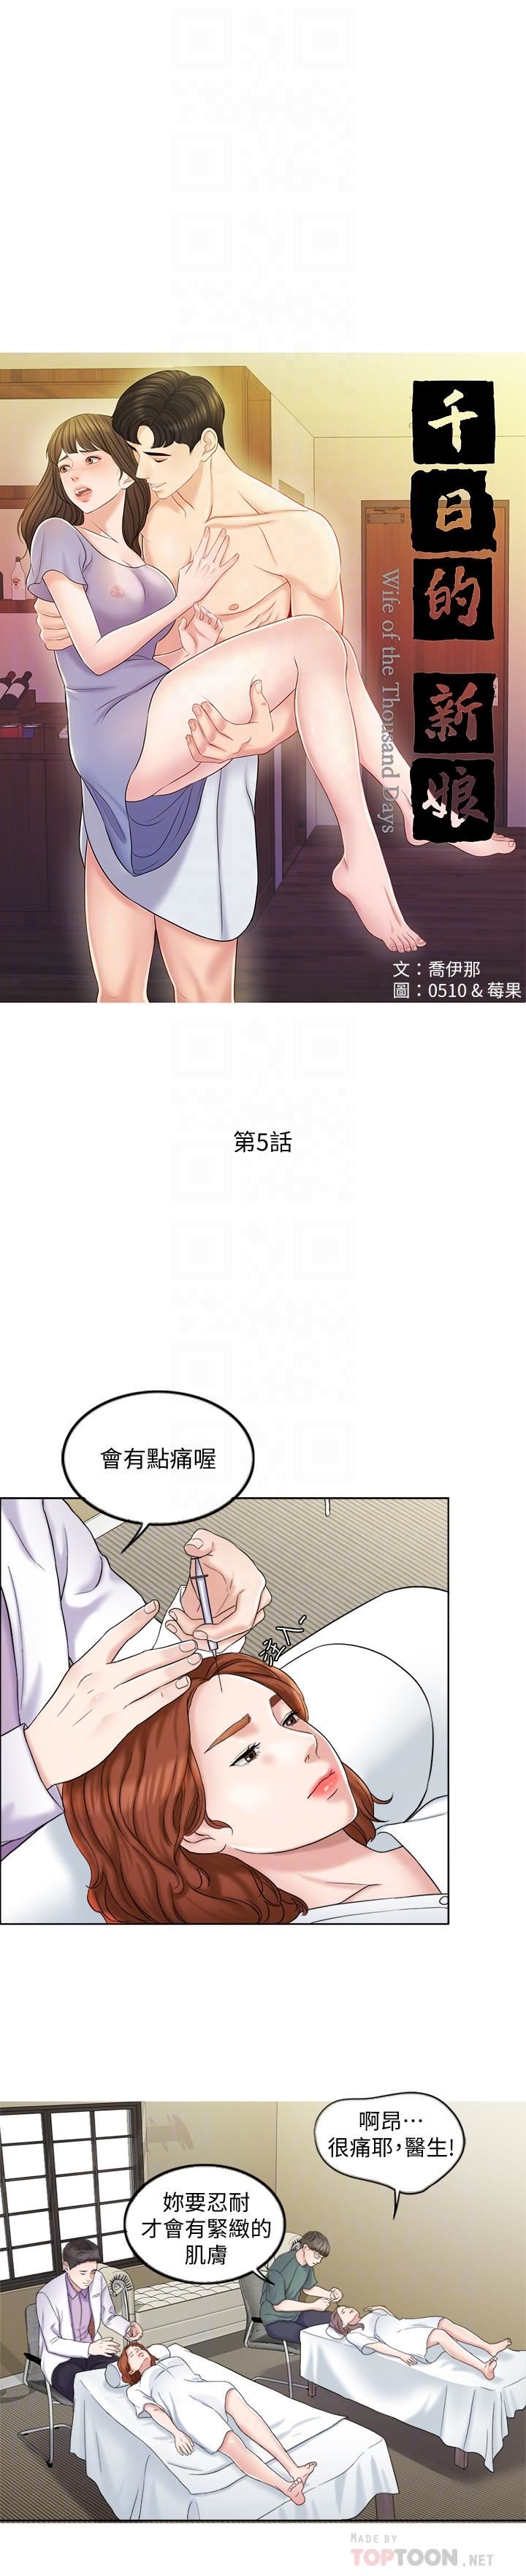 千日的新娘
Wife of the Thousand Days
文：喬伊那
圖：0510 & 莓果
第5話
會有點痛喔
注入~
啊昂…
很痛耶，醫生!
妳要忍耐
才會有緊緻的
肌膚
MADE BY
TOPTOON.NET